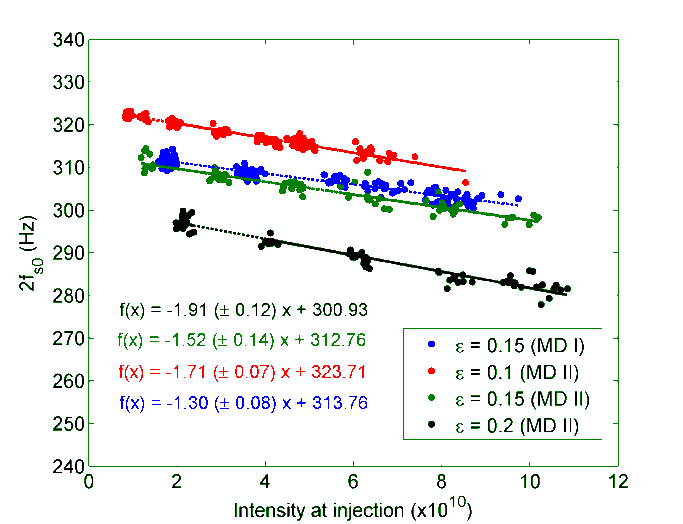 340
330
320
310
300
290
280
270
260
250
240
2f_s0 (Hz)
f(x) = -1.91 (± 0.12) x + 300.93
f(x) = -1.52 (± 0.14) x + 312.76
f(x) = -1.71 (± 0.07) x + 323.71
f(x) = -1.30 (± 0.08) x + 313.76
ε = 0.15 (MD I)
ε = 0.1 (MD II)
ε = 0.15 (MD II)
ε = 0.2 (MD II)
0 2 4 6 8 10 12
Intensity at injection (x10^10)